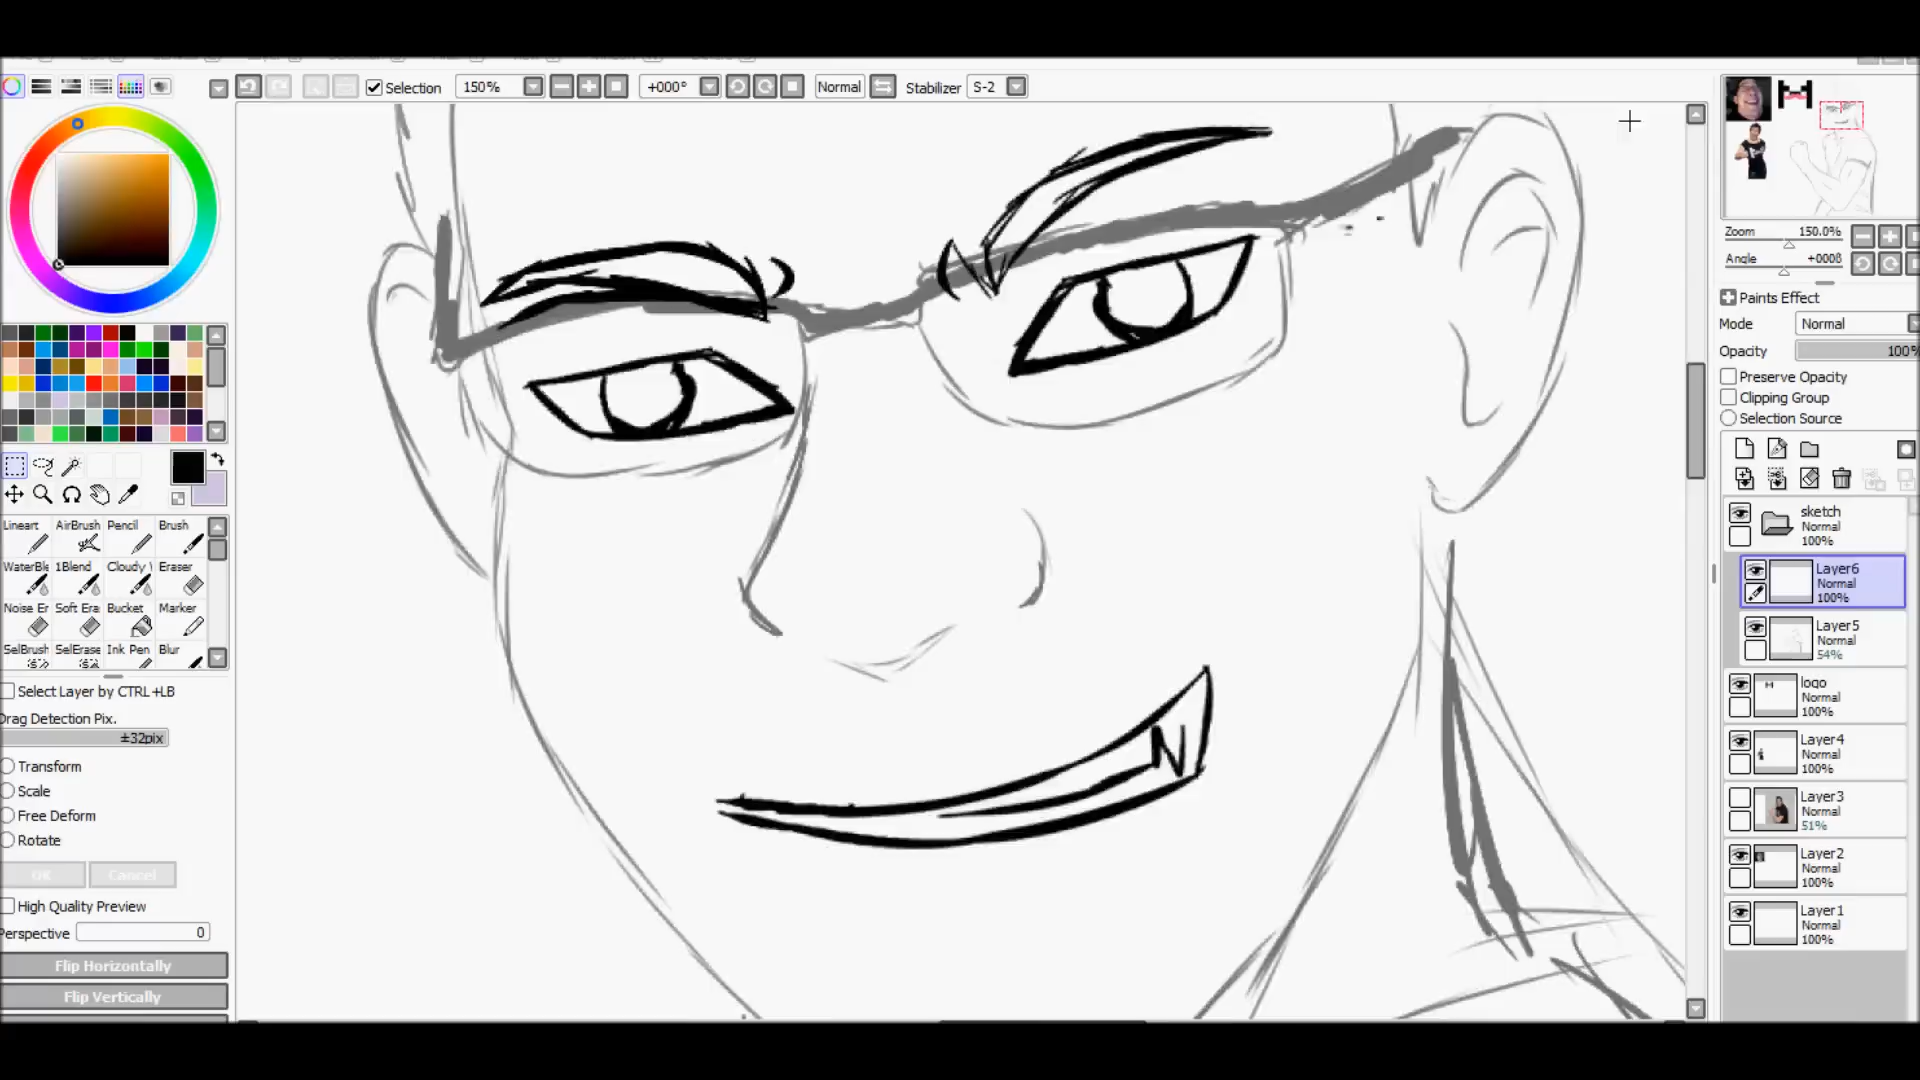 Selection
150%
+000°
Normal
Stabilizer
S-2
Zoom
150.0%
Angle
Paints Effect
Mode
Normal
Opacity
100%
Preserve Opacity
Clipping Group
Selection Source
sketch
Normal
100%
Layer6
Normal
100%
Layer5
Normal
54%
logo
Normal
100%
Layer4
Normal
100%
Layer3
Normal
51%
Layer2
Normal
100%
Layer1
Normal
100%
Lineart
AirBrush
Pencil
Brush
WaterBle
1Blend
Cloudy
Eraser
Noise Er
Soft Era
Bucket
Marker
SelBrush
SelErase
Ink Pen
Blur
Select Layer by CTRL+LB
Drag Detection Pix.
±32pix
Transform
Scale
Free Deform
Rotate
OK
Cancel
High Quality Preview
Perspective
0
Flip Horizontally
Flip Vertically
N